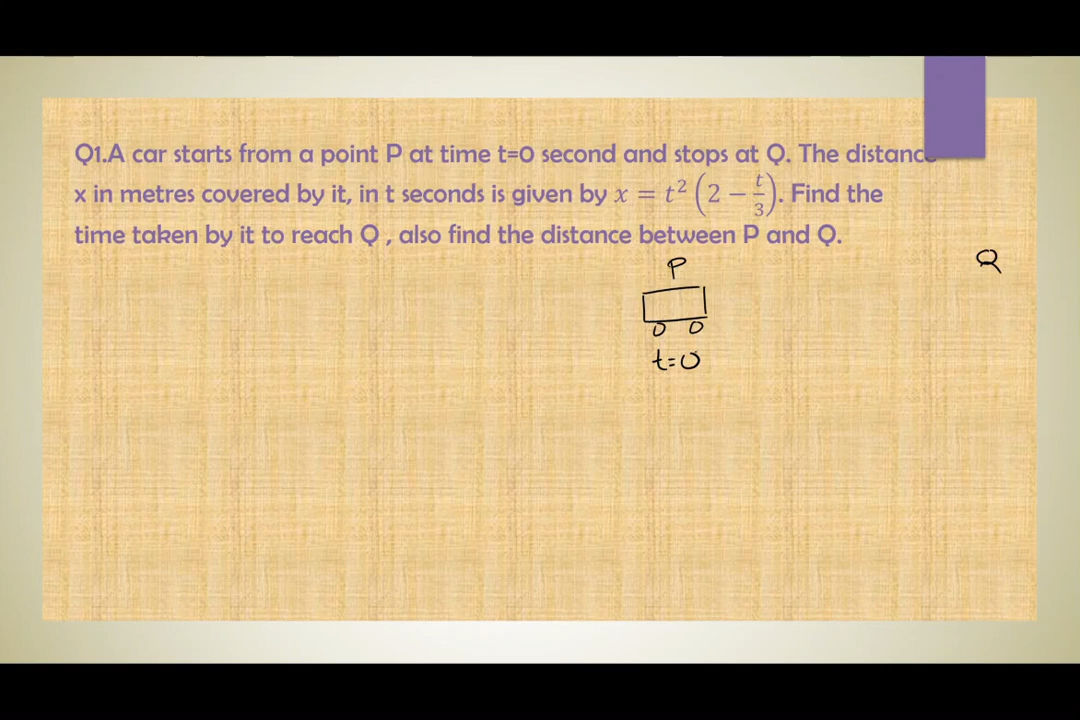 Q1.A car starts from a point P at time t=0 second and stops at Q. The distance
x in metres covered by it, in t seconds is given by x = t² (2 − t/3). Find the
time taken by it to reach Q , also find the distance between P and Q.
P
Q
t=0